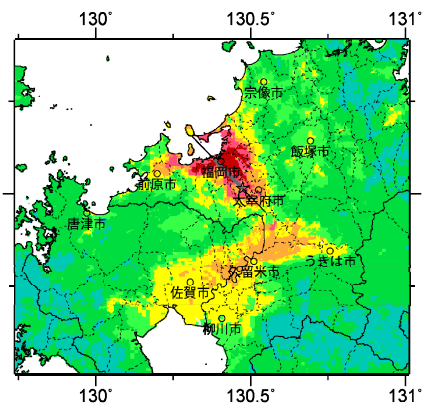 130° 130.5° 131°
宗像市
飯塚市
福岡市
前原市
太宰府市
唐津市
うきは市
久留米市
佐賀市
柳川市
130° 130.5° 131°